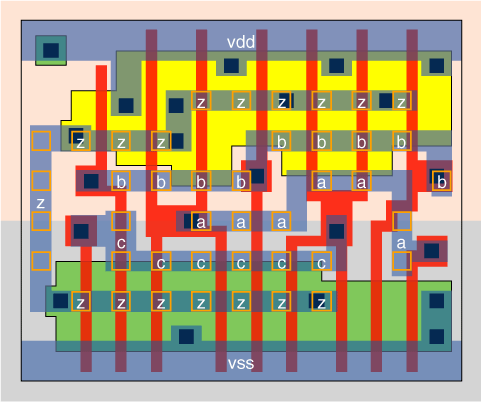 vdd
z z z z z z
z z z b b b b
b b b b a a b
z
a a a
c a
c c c c c
z z z z z z z
vss